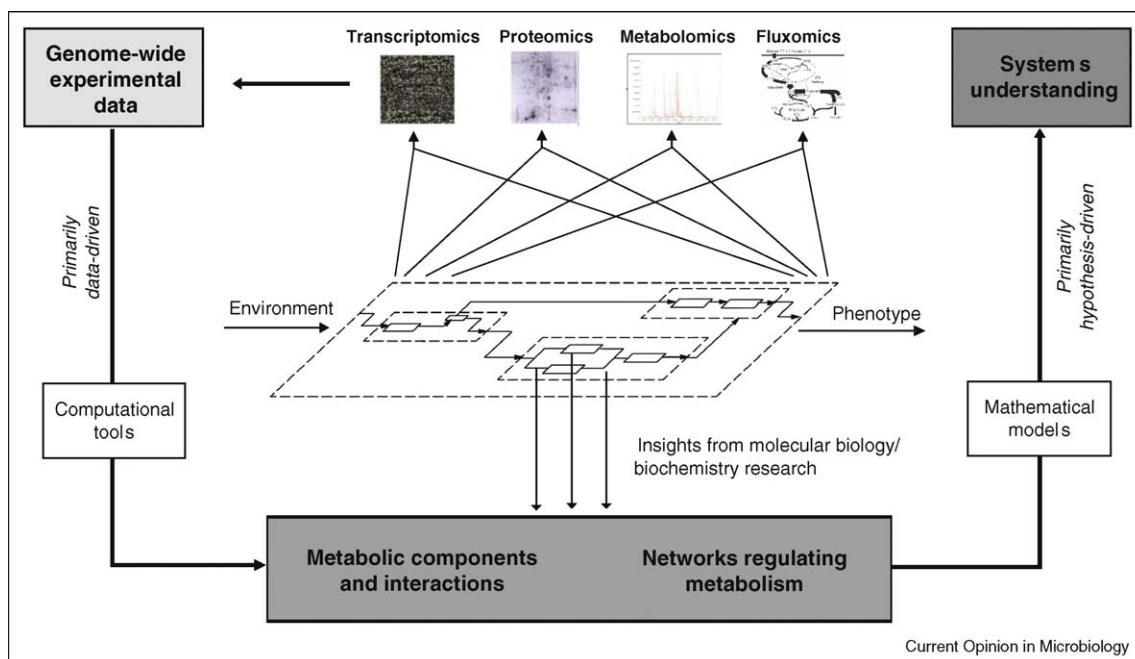 Transcriptomics Proteomics Metabolomics Fluxomics
Genome-wide
experimental
data
System s
understanding
Primarily
data-driven
Primarily
hypothesis-driven
Environment
Phenotype
Computational
tools
Mathematical
models
Insights from molecular biology/
biochemistry research
Metabolic components
and interactions
Networks regulating
metabolism
Current Opinion in Microbiology